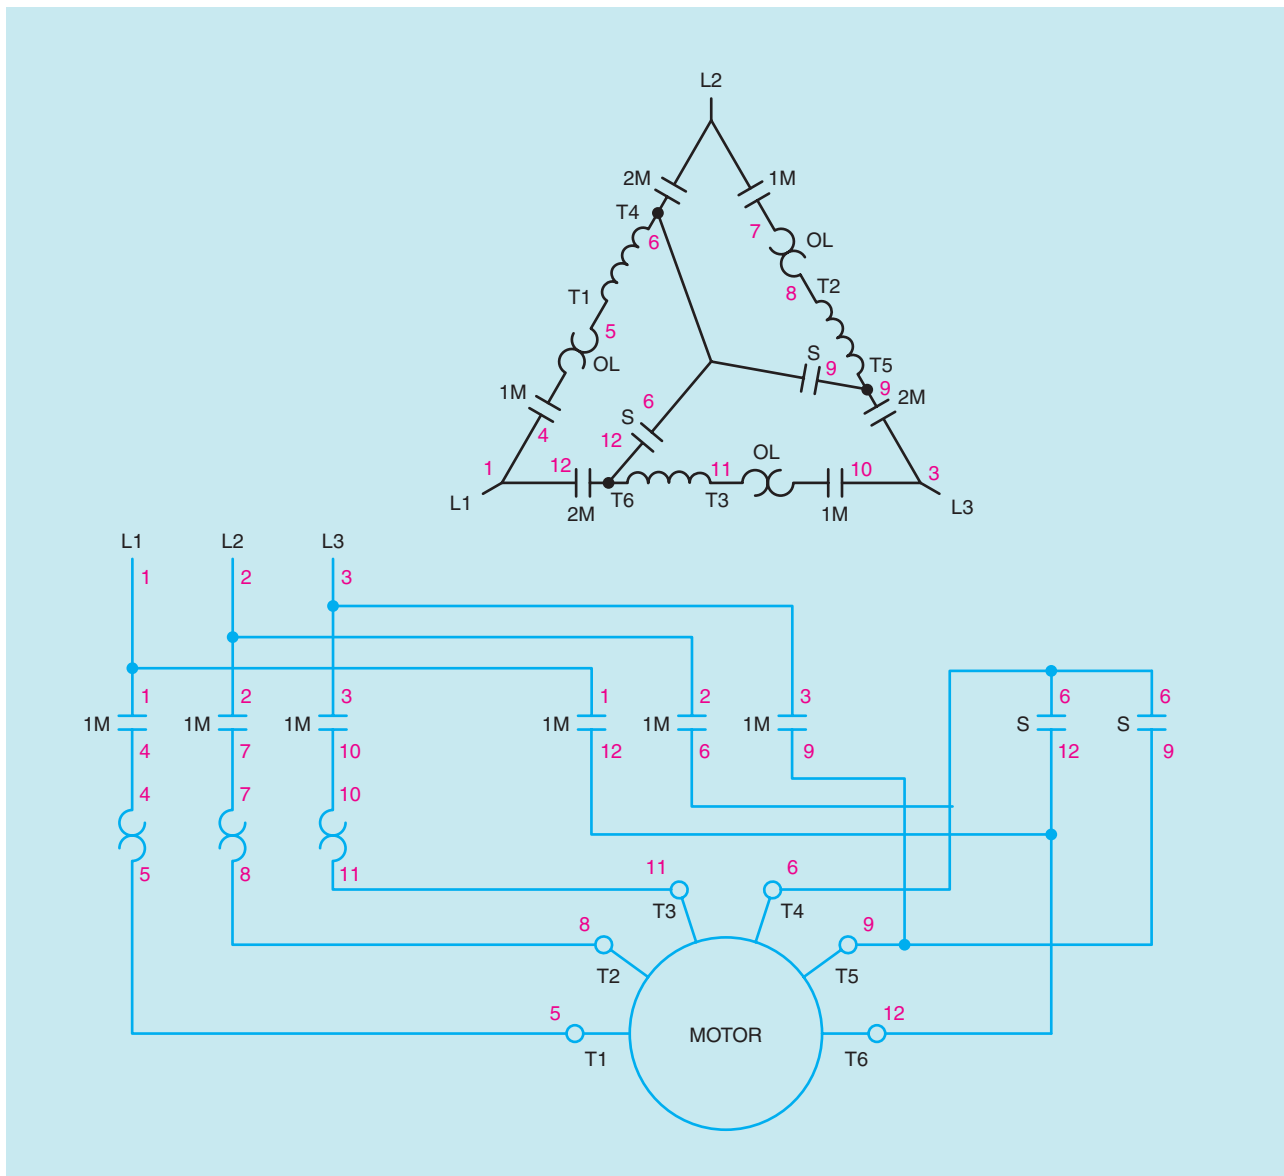 L2
2M 1M
T4
6 7 OL
T1 8 T2
5 S T5
OL 9 9
1M 6 2M
4 S
12 OL
1 12 11 10 3
L1 T6 T3 L3
2M 1M
L1 L2 L3
1 2 3
1 2 3 1 2 3 6 6
1M 1M 1M 1M 1M 1M S S
4 7 10 12 6 9 12 9
4 7 10
5 8 11 11 6
T3 T4
8 9
T2 T5
5 12
MOTOR
T1 T6